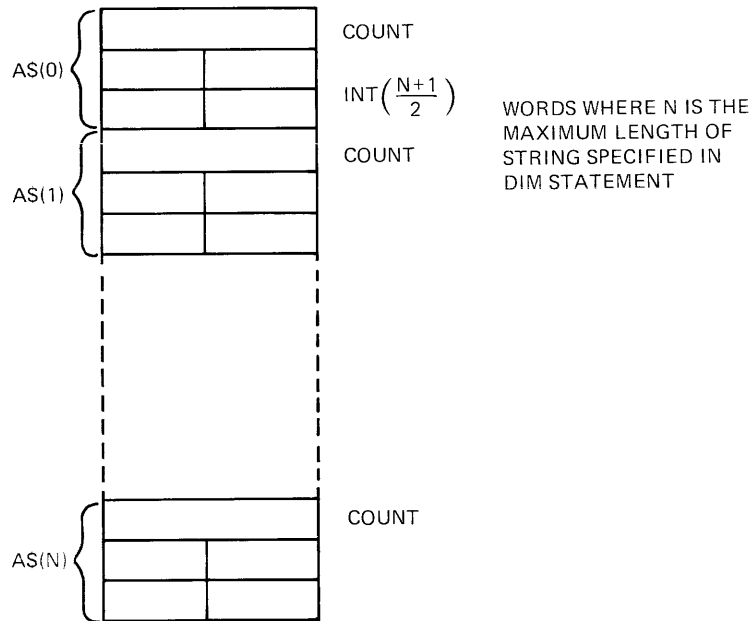 COUNT
AS(0)
INT(N+1/2)
WORDS WHERE N IS THE
MAXIMUM LENGTH OF
STRING SPECIFIED IN
DIM STATEMENT
COUNT
AS(1)
COUNT
AS(N)